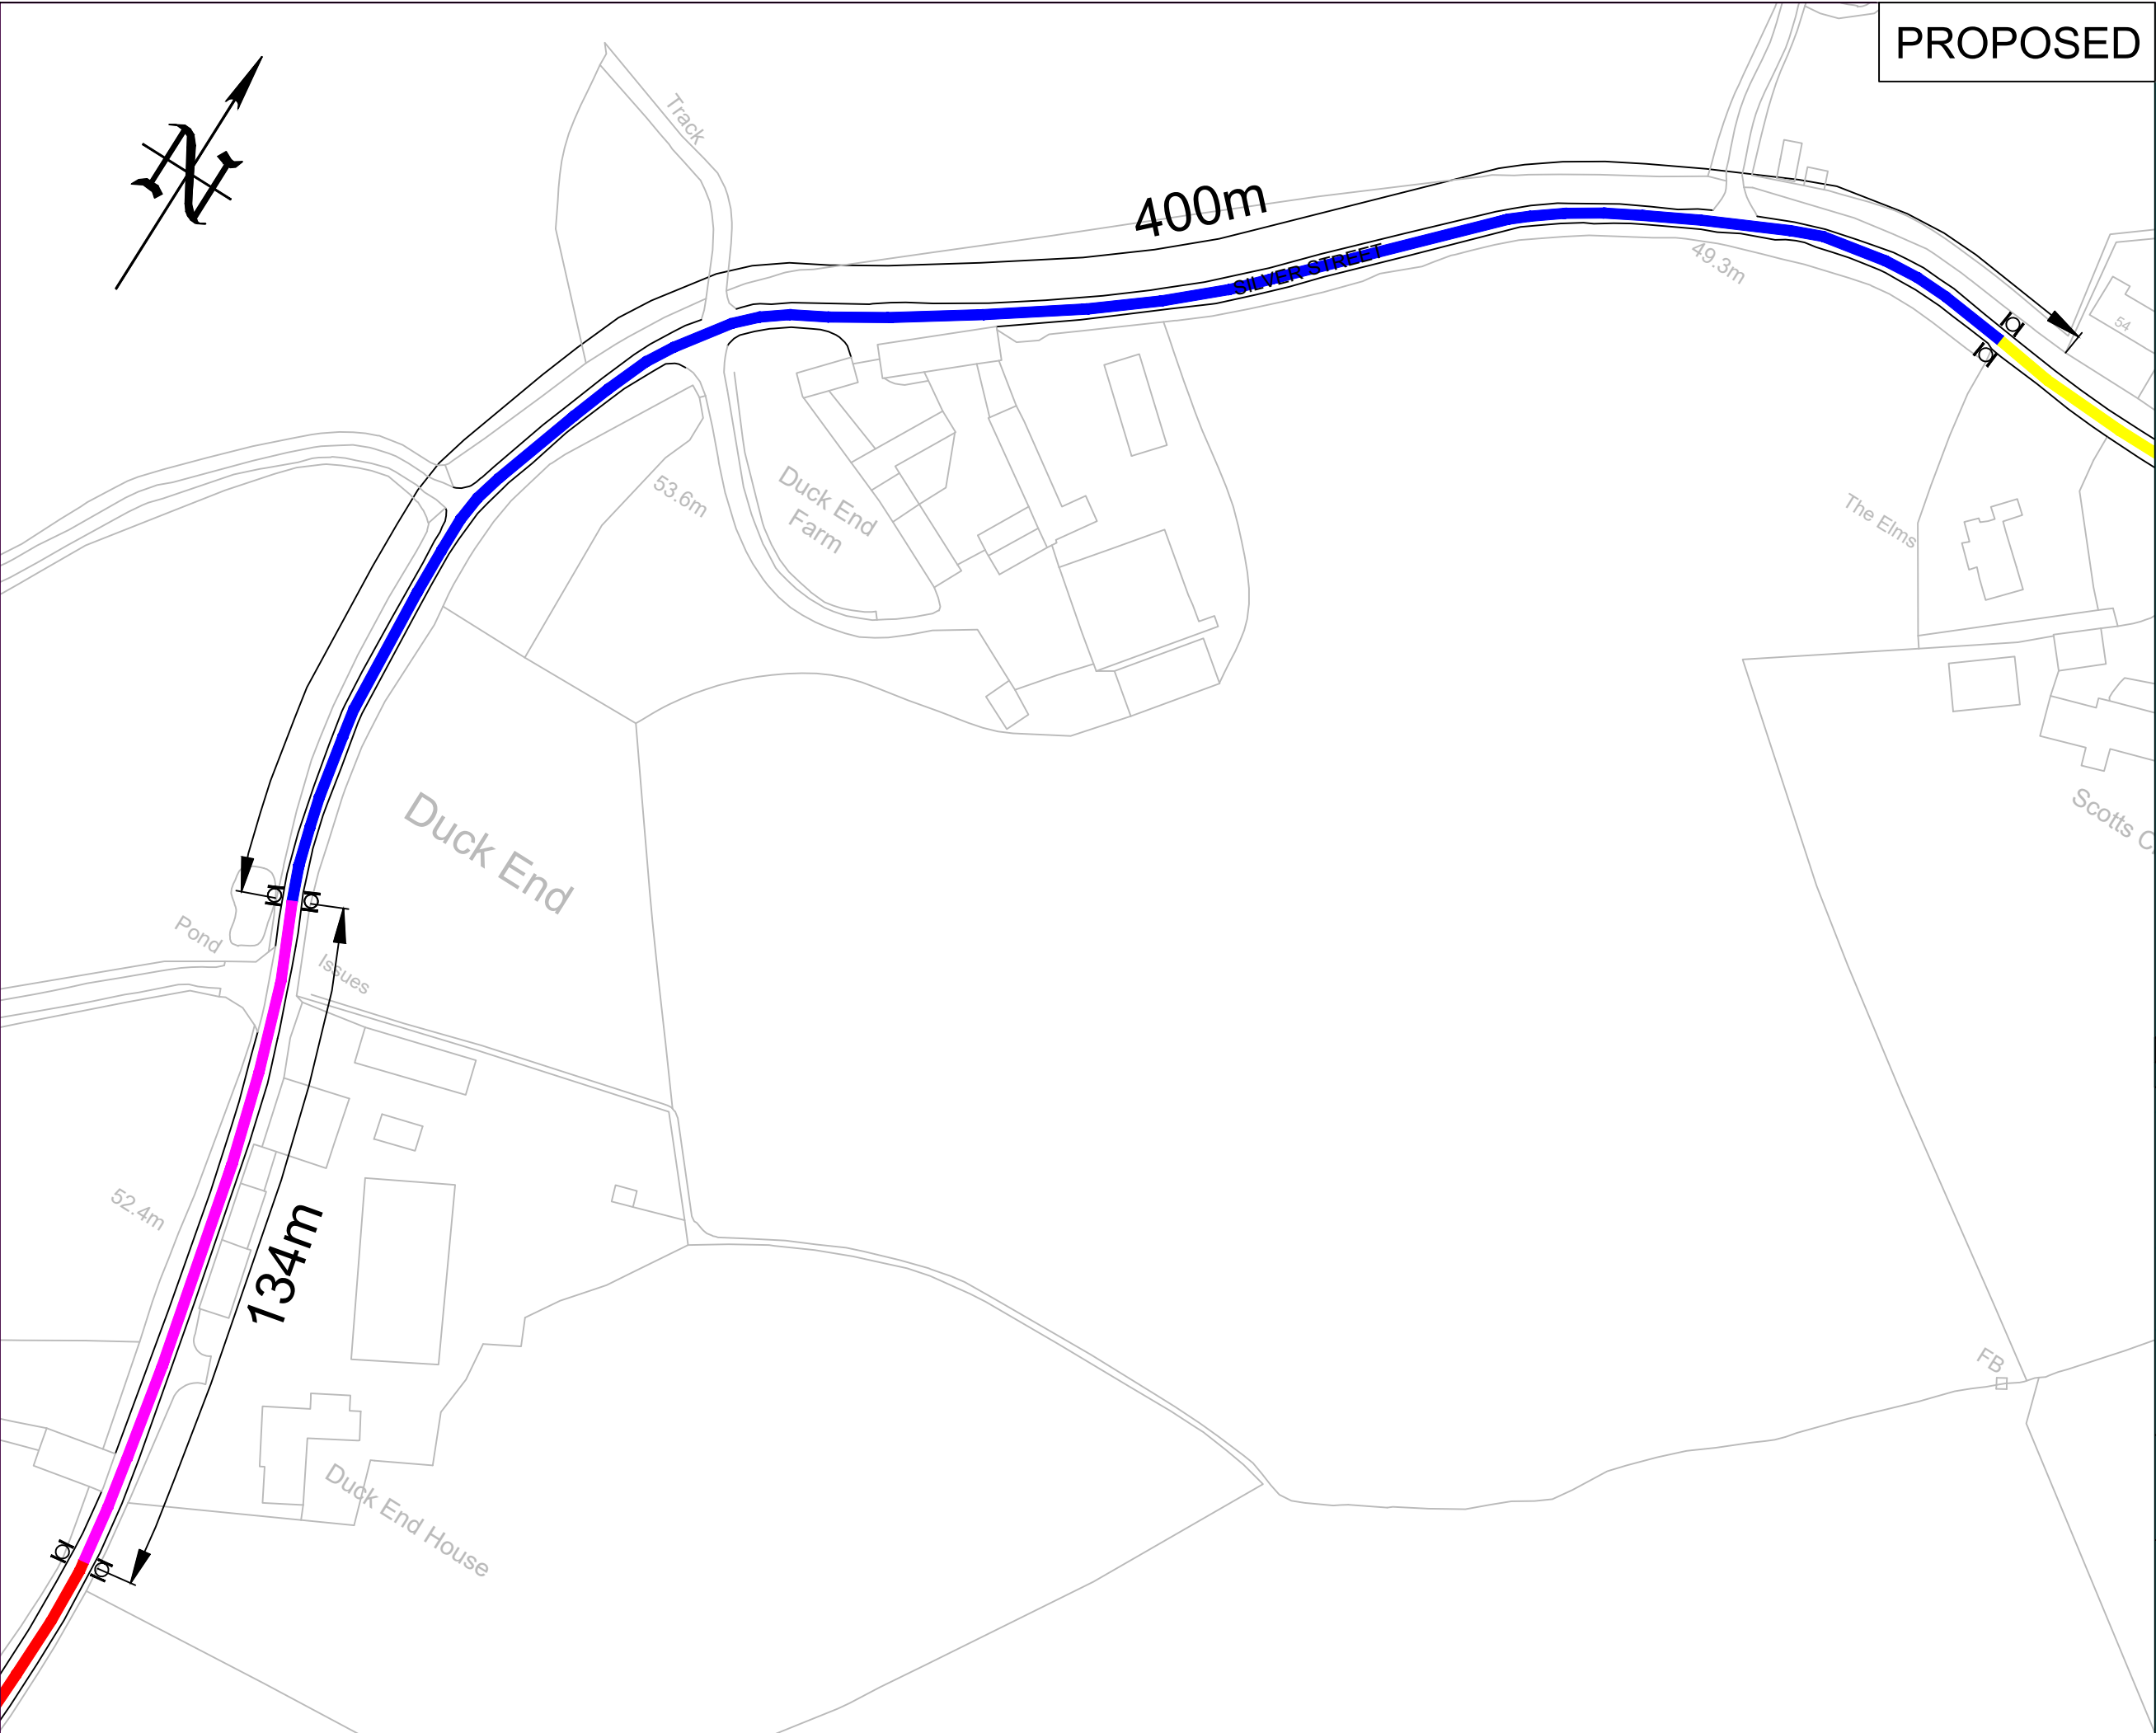 PROPOSED
N
Track
400m
SILVER STREET
49.3m
54
Duck End
Farm
53.6m
The Elms
Scotts C
Duck End
Pond
Issues
52.4m
134m
FB
Duck End House